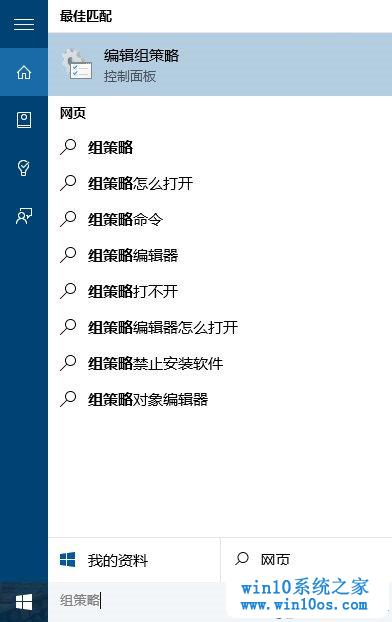 最佳匹配
编辑组策略
控制面板
网页
组策略
组策略怎么打开
组策略命令
组策略编辑器
组策略打不开
组策略编辑器怎么打开
组策略禁止安装软件
组策略对象编辑器
我的资料
网页
组策略
win10系统之家
www.win10os.com